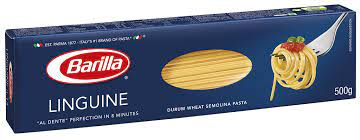 EST. PARMA 1877 - ITALY'S #1 BRAND OF PASTA*
Barilla
LINGUINE
"AL DENTE" PERFECTION IN 8 MINUTES
DURUM WHEAT SEMOLINA PASTA
500g